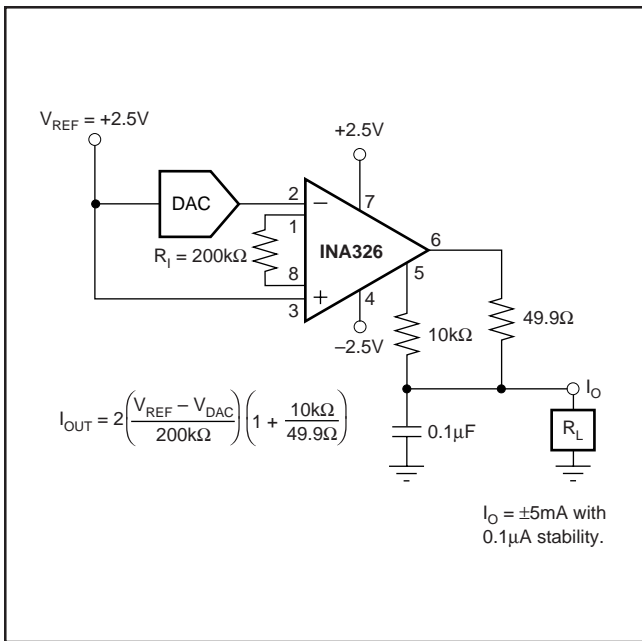 V_REF = +2.5V
+2.5V
DAC
2
−
7
1
R_I = 200kΩ
INA326
6
8
5
+
3
4
−2.5V
10kΩ
49.9Ω
I_O
I_OUT = 2 ( (V_REF − V_DAC) / 200kΩ ) ( 1 + 10kΩ / 49.9Ω )
0.1µF
R_L
I_O = ±5mA with
0.1µA stability.